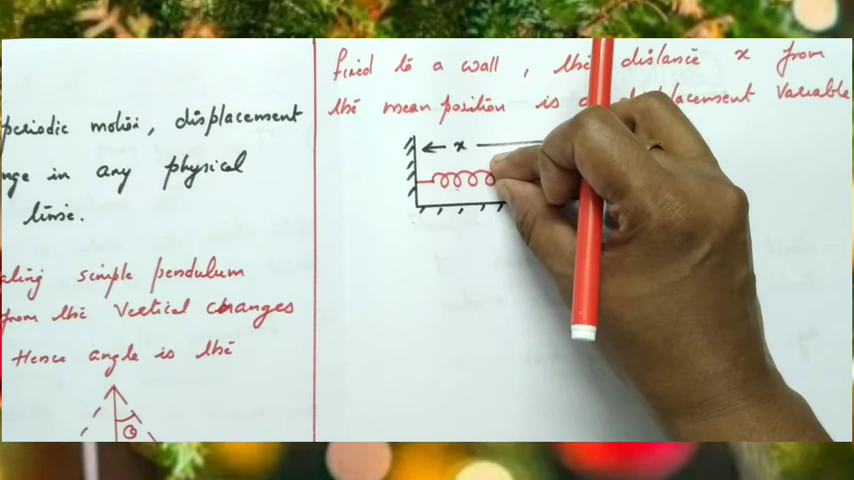 periodic motion, displacement
nge in any physical
time.
ating simple pendulum
from the vertical changes
Hence angle is the
θ
fixed to a wall, the distance x from
the mean position is displacement variable
x